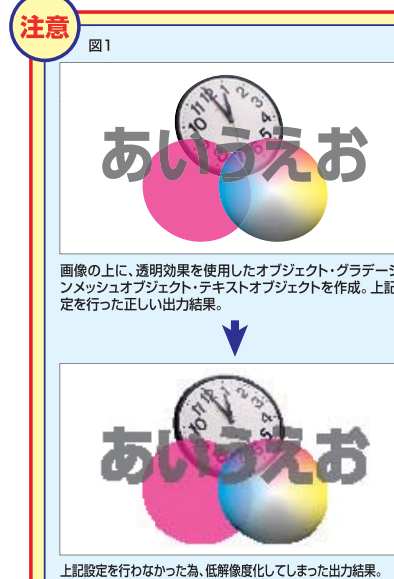 注意
図1
あいうえお
画像の上に、透明効果を使用したオブジェクト・グラデーシ
ンメッシュオブジェクト・テキストオブジェクトを作成。上記
定を行った正しい出力結果。
あいうえお
上記設定を行わなかった為、低解像度化してしまった出力結果。